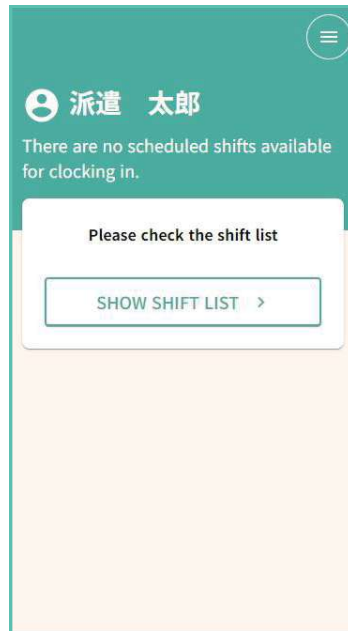 派遣　太郎
There are no scheduled shifts available
for clocking in.
Please check the shift list
SHOW SHIFT LIST